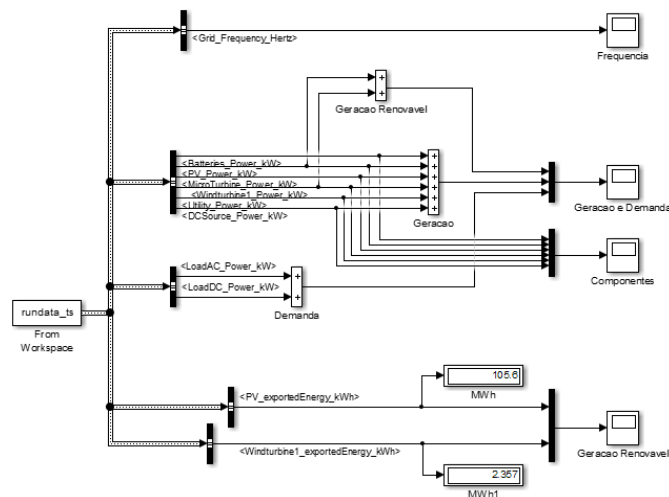 <Grid_Frequency_Hertz>
Frequencia
+
+
Geracao Renovavel
<Batteries_Power_kW>
<PV_Power_kW>
<MicroTurbine_Power_kW>
<Windturbine1_Power_kW>
<Utility_Power_kW>
<DCSource_Power_kW>
+
+
+
+
+
+
Geracao
Geracao e Demanda
Componentes
<LoadAC_Power_kW>
<LoadDC_Power_kW>
+
+
Demanda
rundata_ts
From
Workspace
<PV_exportedEnergy_kWh>
105.6
MWh
<Windturbine1_exportedEnergy_kWh>
2.357
MWh1
Geracao Renovavel